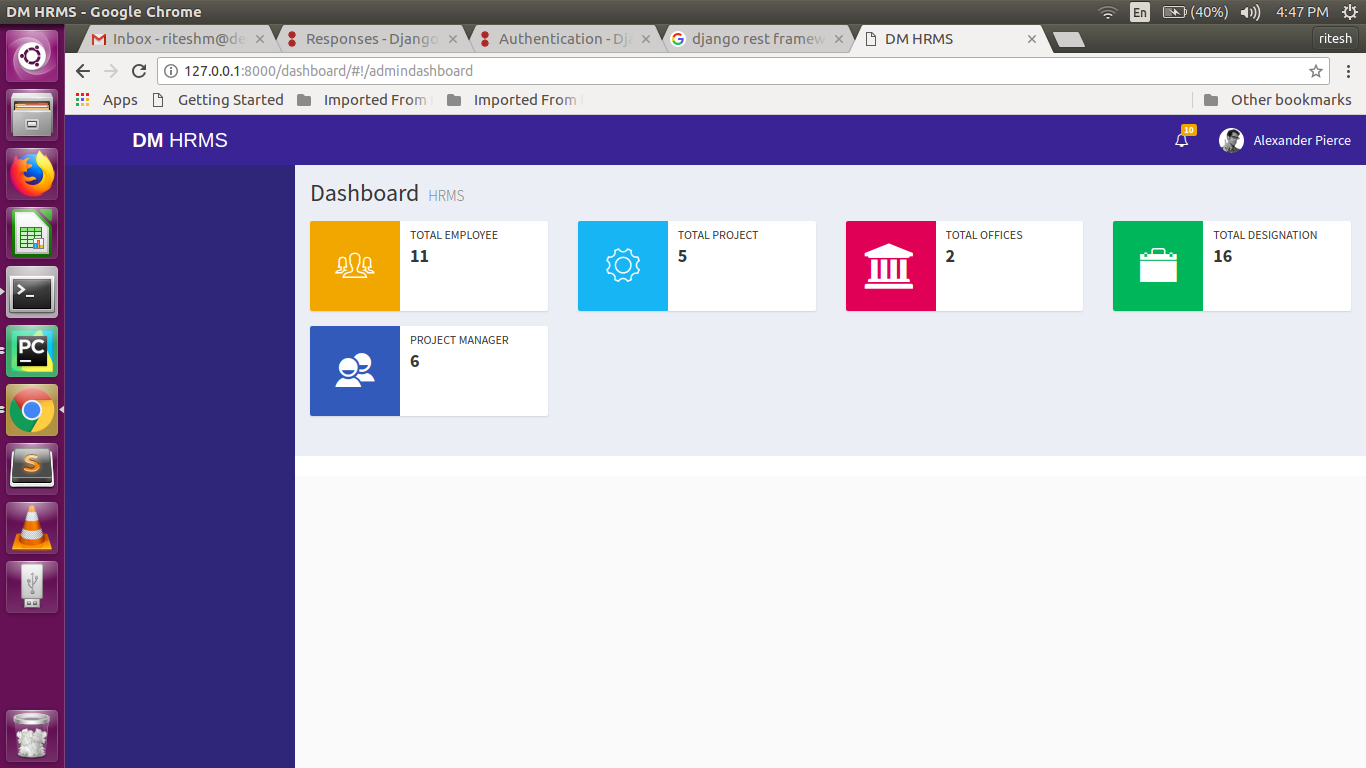 DM HRMS - Google Chrome
En (40%) 4:47 PM
Inbox - riteshm@de
Responses - Django
Authentication - Dja
django rest framew
DM HRMS
ritesh
127.0.0.1:8000/dashboard/#!/admindashboard
Apps Getting Started Imported From Imported From Other bookmarks
DM HRMS
10
Alexander Pierce
Dashboard HRMS
TOTAL EMPLOYEE
11
TOTAL PROJECT
5
TOTAL OFFICES
2
TOTAL DESIGNATION
16
PROJECT MANAGER
6
PC
S